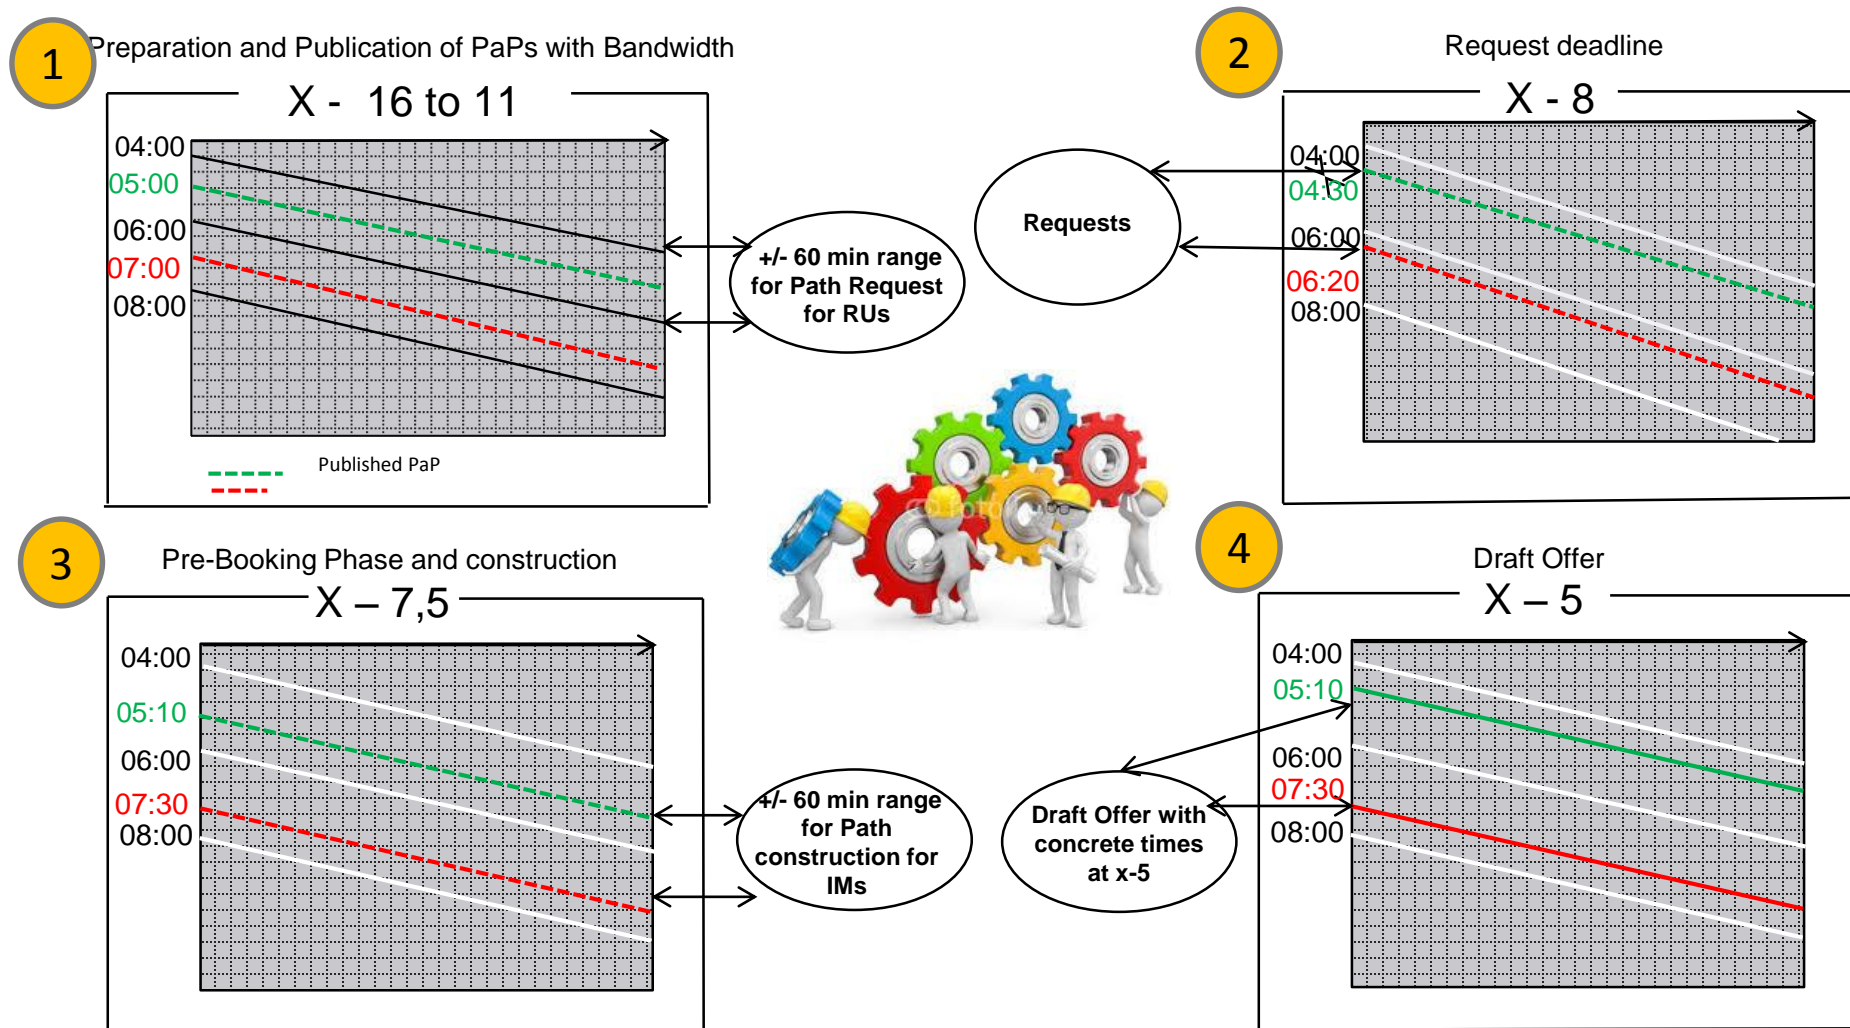 1
Preparation and Publication of PaPs with Bandwidth
X - 16 to 11
04:00
05:00
06:00
07:00
08:00
+/- 60 min range
for Path Request
for RUs
Published PaP
2
Request deadline
X - 8
04:00
04:30
06:00
06:20
08:00
Requests
3
Pre-Booking Phase and construction
X – 7,5
04:00
05:10
06:00
07:30
08:00
+/- 60 min range
for Path
construction for
IMs
4
Draft Offer
X – 5
04:00
05:10
06:00
07:30
08:00
Draft Offer with
concrete times
at x-5